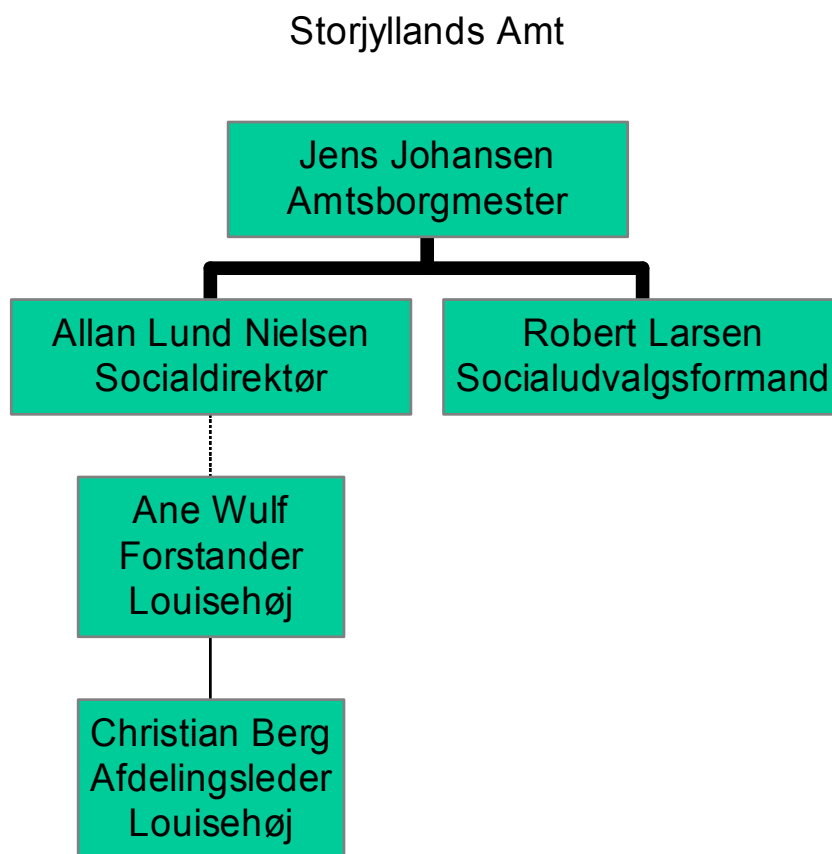 Storjyllands Amt
Jens Johansen
Amtsborgmester
Allan Lund Nielsen
Socialdirektør
Robert Larsen
Socialudvalgsformand
Ane Wulf
Forstander
Louisehøj
Christian Berg
Afdelingsleder
Louisehøj